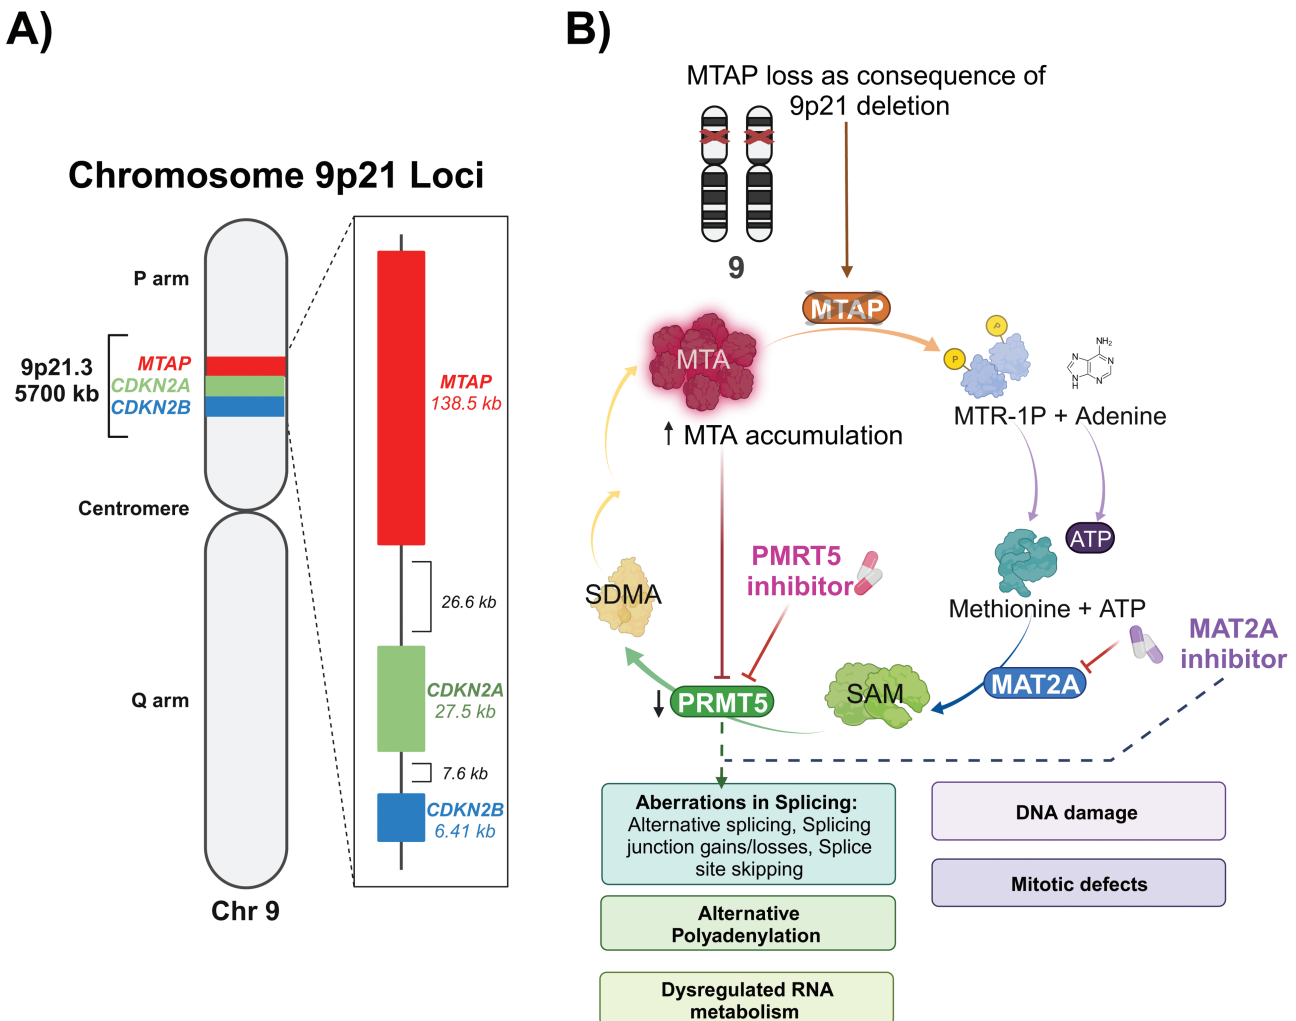 A)
Chromosome 9p21 Loci
P arm
9p21.3
5700 kb
MTAP
CDKN2A
CDKN2B
Centromere
Q arm
Chr 9
MTAP
138.5 kb
26.6 kb
CDKN2A
27.5 kb
7.6 kb
CDKN2B
6.41 kb
B)
MTAP loss as consequence of
9p21 deletion
9
MTAP
MTA
↑ MTA accumulation
P
P
NH₂
N
N
N
N
H
MTR-1P + Adenine
ATP
Methionine + ATP
PMRT5
inhibitor
SDMA
MAT2A
inhibitor
MAT2A
SAM
↓ PRMT5
Aberrations in Splicing:
Alternative splicing, Splicing
junction gains/losses, Splice
site skipping
Alternative
Polyadenylation
Dysregulated RNA
metabolism
DNA damage
Mitotic defects